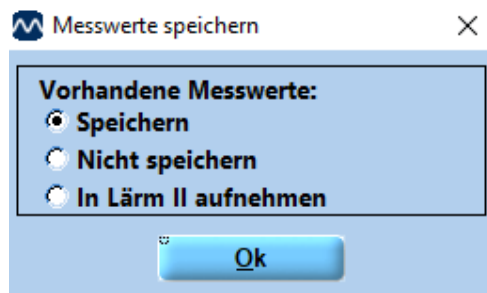 Messwerte speichern
Vorhandene Messwerte:
Speichern
Nicht speichern
In Lärm II aufnehmen
Ok